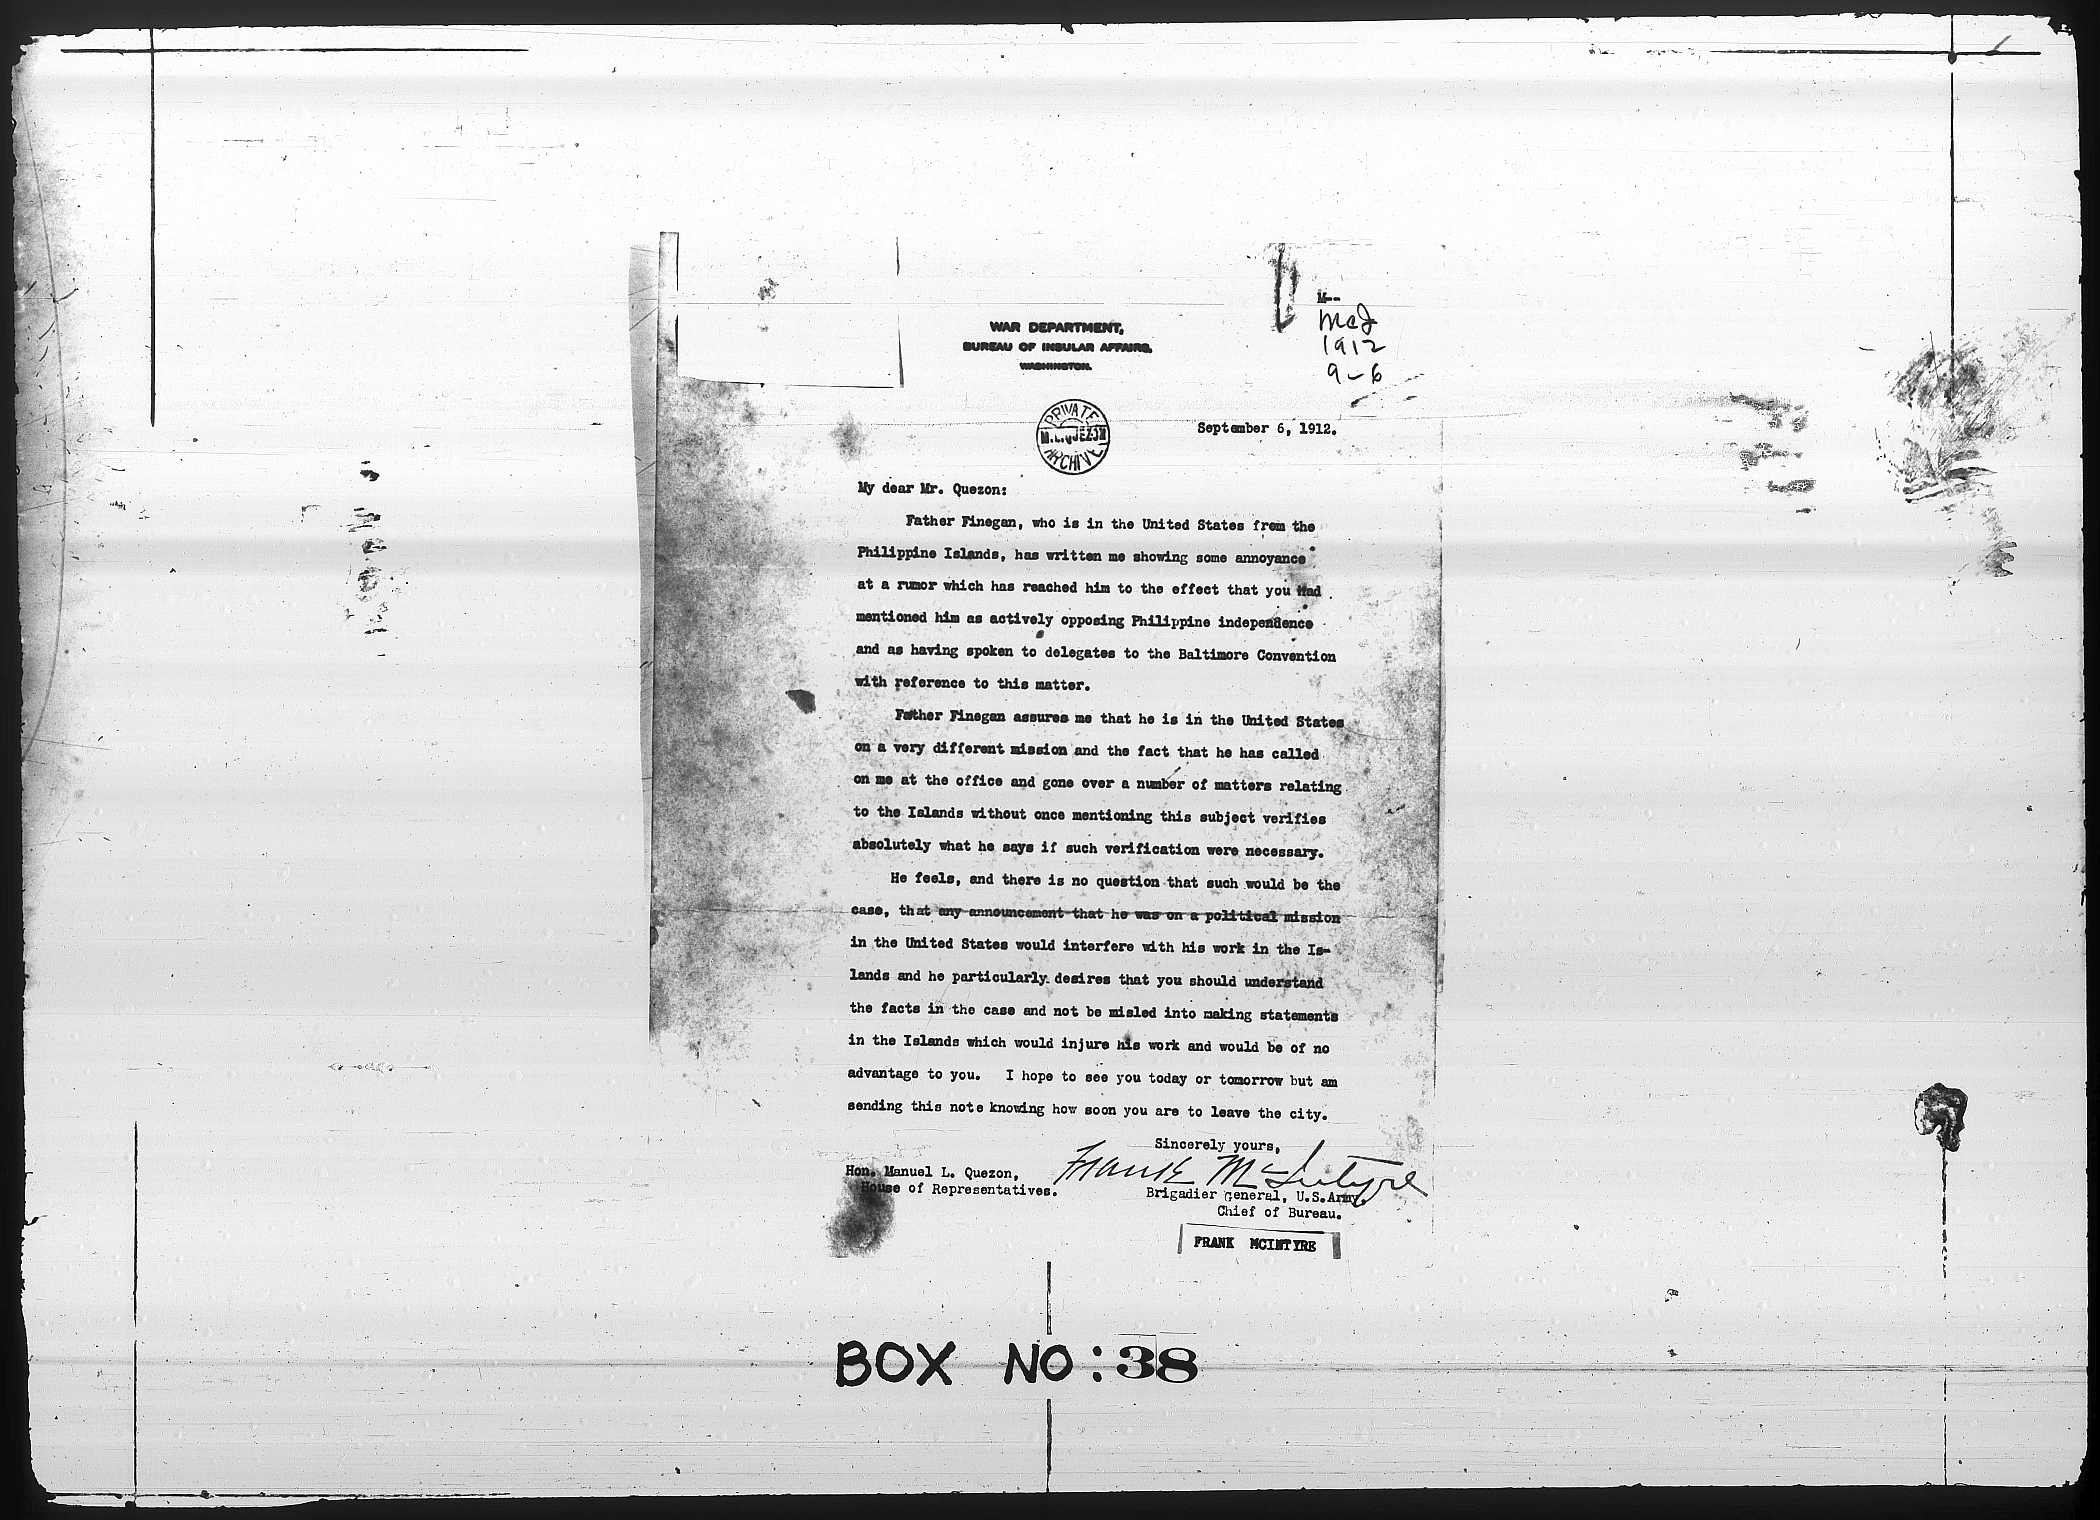 M--
McI
1912
9-6
WAR DEPARTMENT,
BUREAU OF INSULAR AFFAIRS,
WASHINGTON.
PRIVATE
M.L.QUEZON
ARCHIVE
September 6, 1912.
My dear Mr. Quezon:
Father Finegan, who is in the United States from the
Philippine Islands, has written me showing some annoyance
at a rumor which has reached him to the effect that you had
mentioned him as actively opposing Philippine independence
and as having spoken to delegates to the Baltimore Convention
with reference to this matter.
Father Finegan assures me that he is in the United States
on a very different mission and the fact that he has called
on me at the office and gone over a number of matters relating
to the Islands without once mentioning this subject verifies
absolutely what he says if such verification were necessary.
He feels, and there is no question that such would be the
case, that any announcement that he was on a political mission
in the United States would interfere with his work in the Is-
lands and he particularly desires that you should understand
the facts in the case and not be misled into making statements
in the Islands which would injure his work and would be of no
advantage to you. I hope to see you today or tomorrow but am
sending this note knowing how soon you are to leave the city.
Sincerely yours,
Frank McIntyre
Hon. Manuel L. Quezon,
House of Representatives.
Brigadier General, U.S.Army,
Chief of Bureau.
FRANK MCINTYRE
BOX NO:38